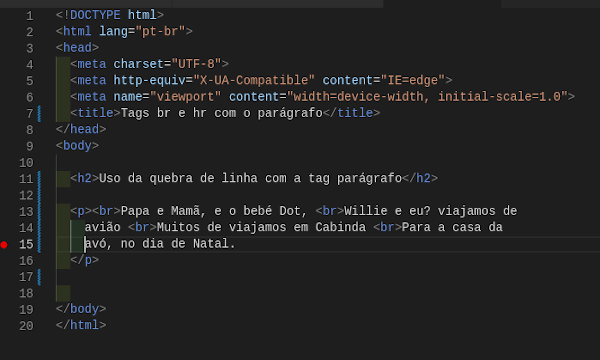 1 <!DOCTYPE html>
2 <html lang="pt-br">
3 <head>
4 <meta charset="UTF-8">
5 <meta http-equiv="X-UA-Compatible" content="IE=edge">
6 <meta name="viewport" content="width=device-width, initial-scale=1.0">
7 <title>Tags br e hr com o parágrafo</title>
8 </head>
9 <body>
10
11 <h2>Uso da quebra de linha com a tag parágrafo</h2>
12
13 <p><br>Papa e Mamã, e o bebé Dot, <br>Willie e eu? viajamos de
14 avião <br>Muitos de viajamos em Cabinda <br>Para a casa da
15 avó, no dia de Natal.
16 </p>
17
18
19 </body>
20 </html>